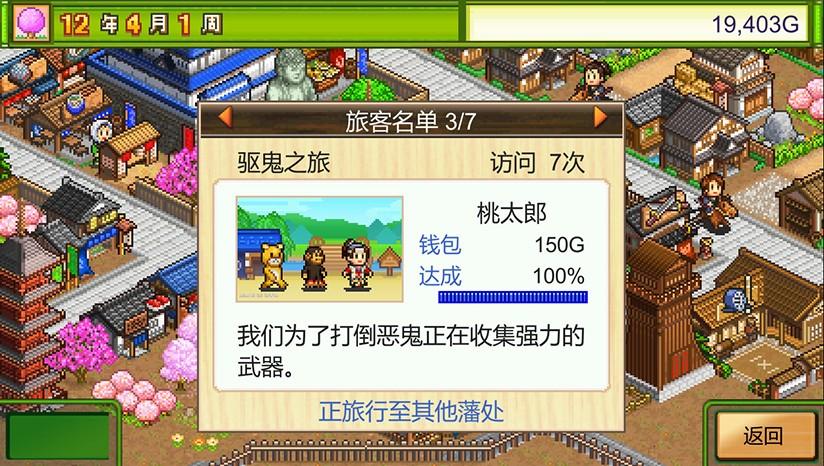 12年4月1周
19,403G
旅客名单 3/7
驱鬼之旅 访问 7次
桃太郎
钱包 150G
达成 100%
我们为了打倒恶鬼正在收集强力的
武器。
正旅行至其他藩处
返回